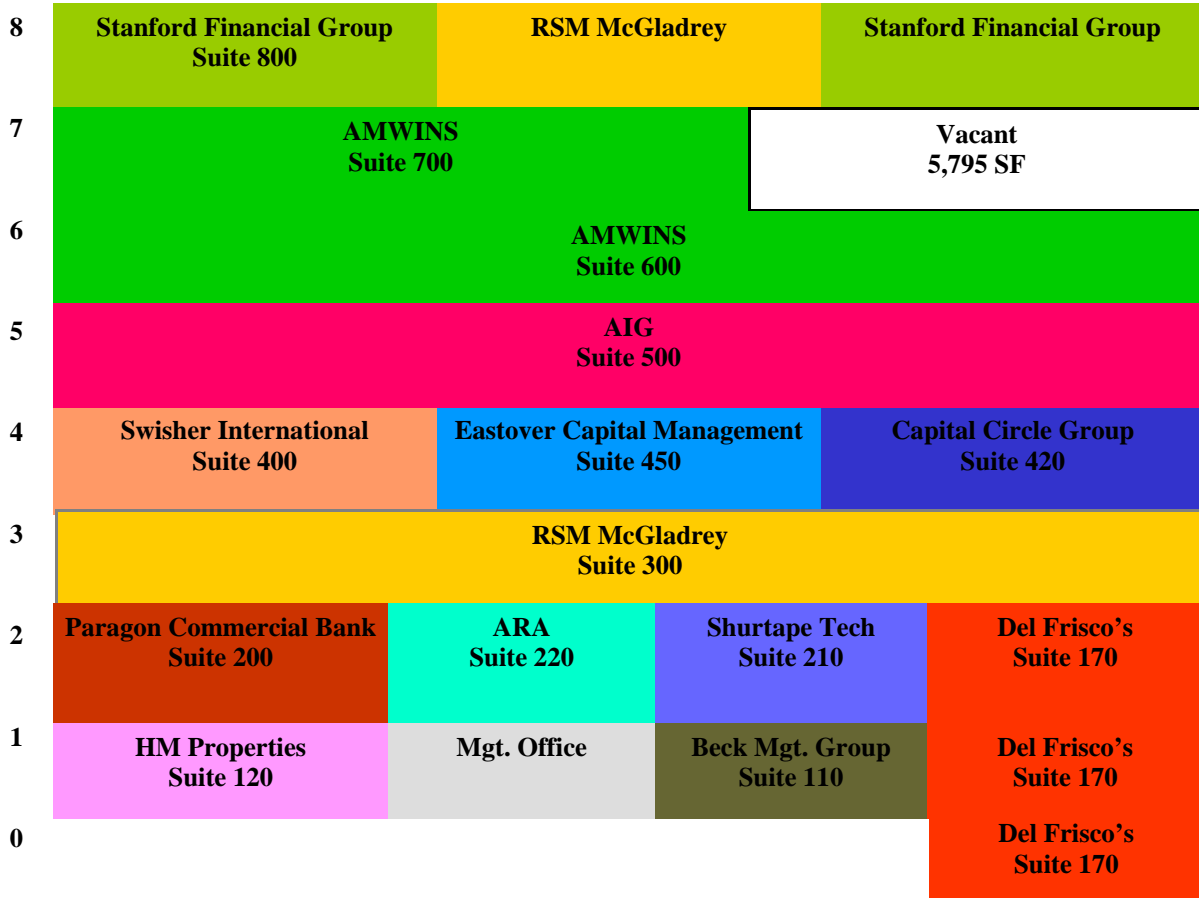 8
Stanford Financial Group
Suite 800
RSM McGladrey
Stanford Financial Group
7
AMWINS
Suite 700
Vacant
5,795 SF
6
AMWINS
Suite 600
5
AIG
Suite 500
4
Swisher International
Suite 400
Eastover Capital Management
Suite 450
Capital Circle Group
Suite 420
3
RSM McGladrey
Suite 300
2
Paragon Commercial Bank
Suite 200
ARA
Suite 220
Shurtape Tech
Suite 210
Del Frisco’s
Suite 170
1
HM Properties
Suite 120
Mgt. Office
Beck Mgt. Group
Suite 110
Del Frisco’s
Suite 170
0
Del Frisco’s
Suite 170